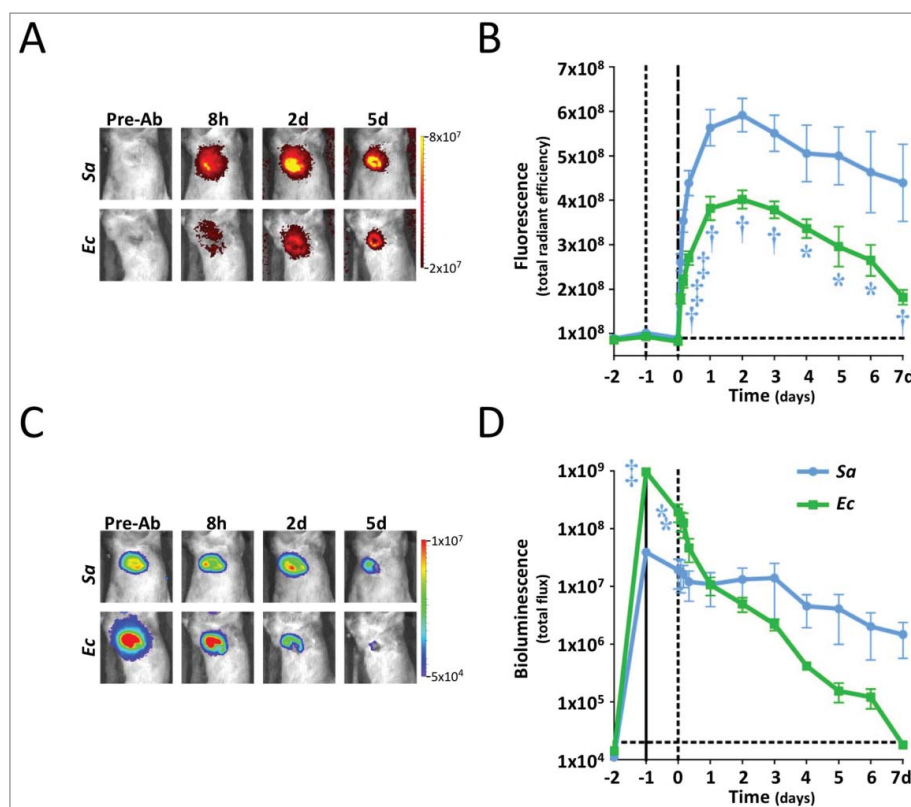 A
Pre-Ab 8h 2d 5d
Sa
Ec
8x10⁷
2x10⁷
B
7x10⁸
6x10⁸
5x10⁸
4x10⁸
3x10⁸
2x10⁸
1x10⁸
Fluorescence
(total radiant efficiency)
† ‡ ‡ † † † * * * †
-2 -1 0 1 2 3 4 5 6 7d
Time (days)
C
Pre-Ab 8h 2d 5d
Sa
Ec
1x10⁷
5x10⁴
D
1x10⁹
1x10⁸
1x10⁷
1x10⁶
1x10⁵
1x10⁴
Bioluminescence
(total flux)
‡
**
Sa
Ec
-2 -1 0 1 2 3 4 5 6 7d
Time (days)